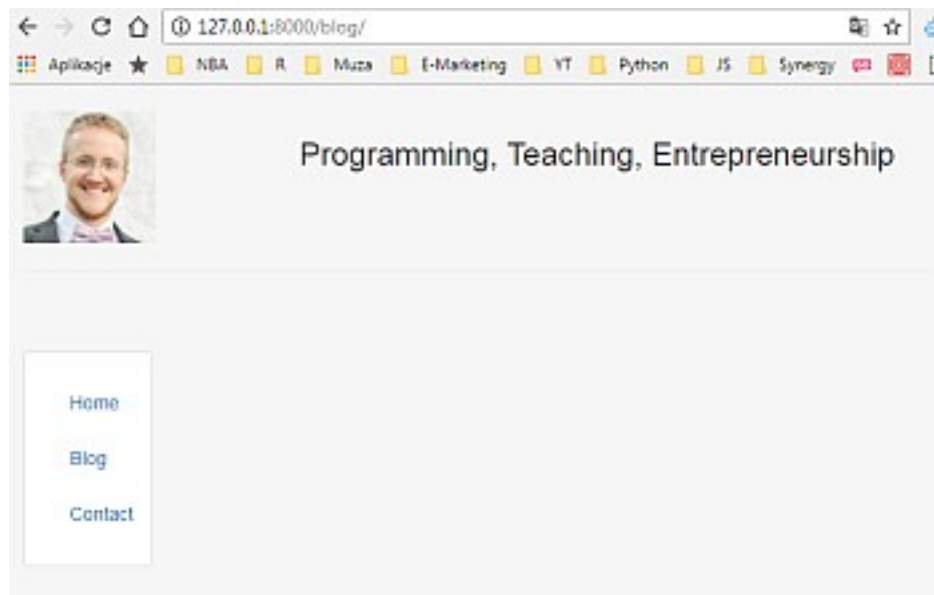 127.0.0.1:8000/blog/
Aplikacje NBA R Muza E-Marketing YT Python JS Synergy
Programming, Teaching, Entrepreneurship
Home
Blog
Contact